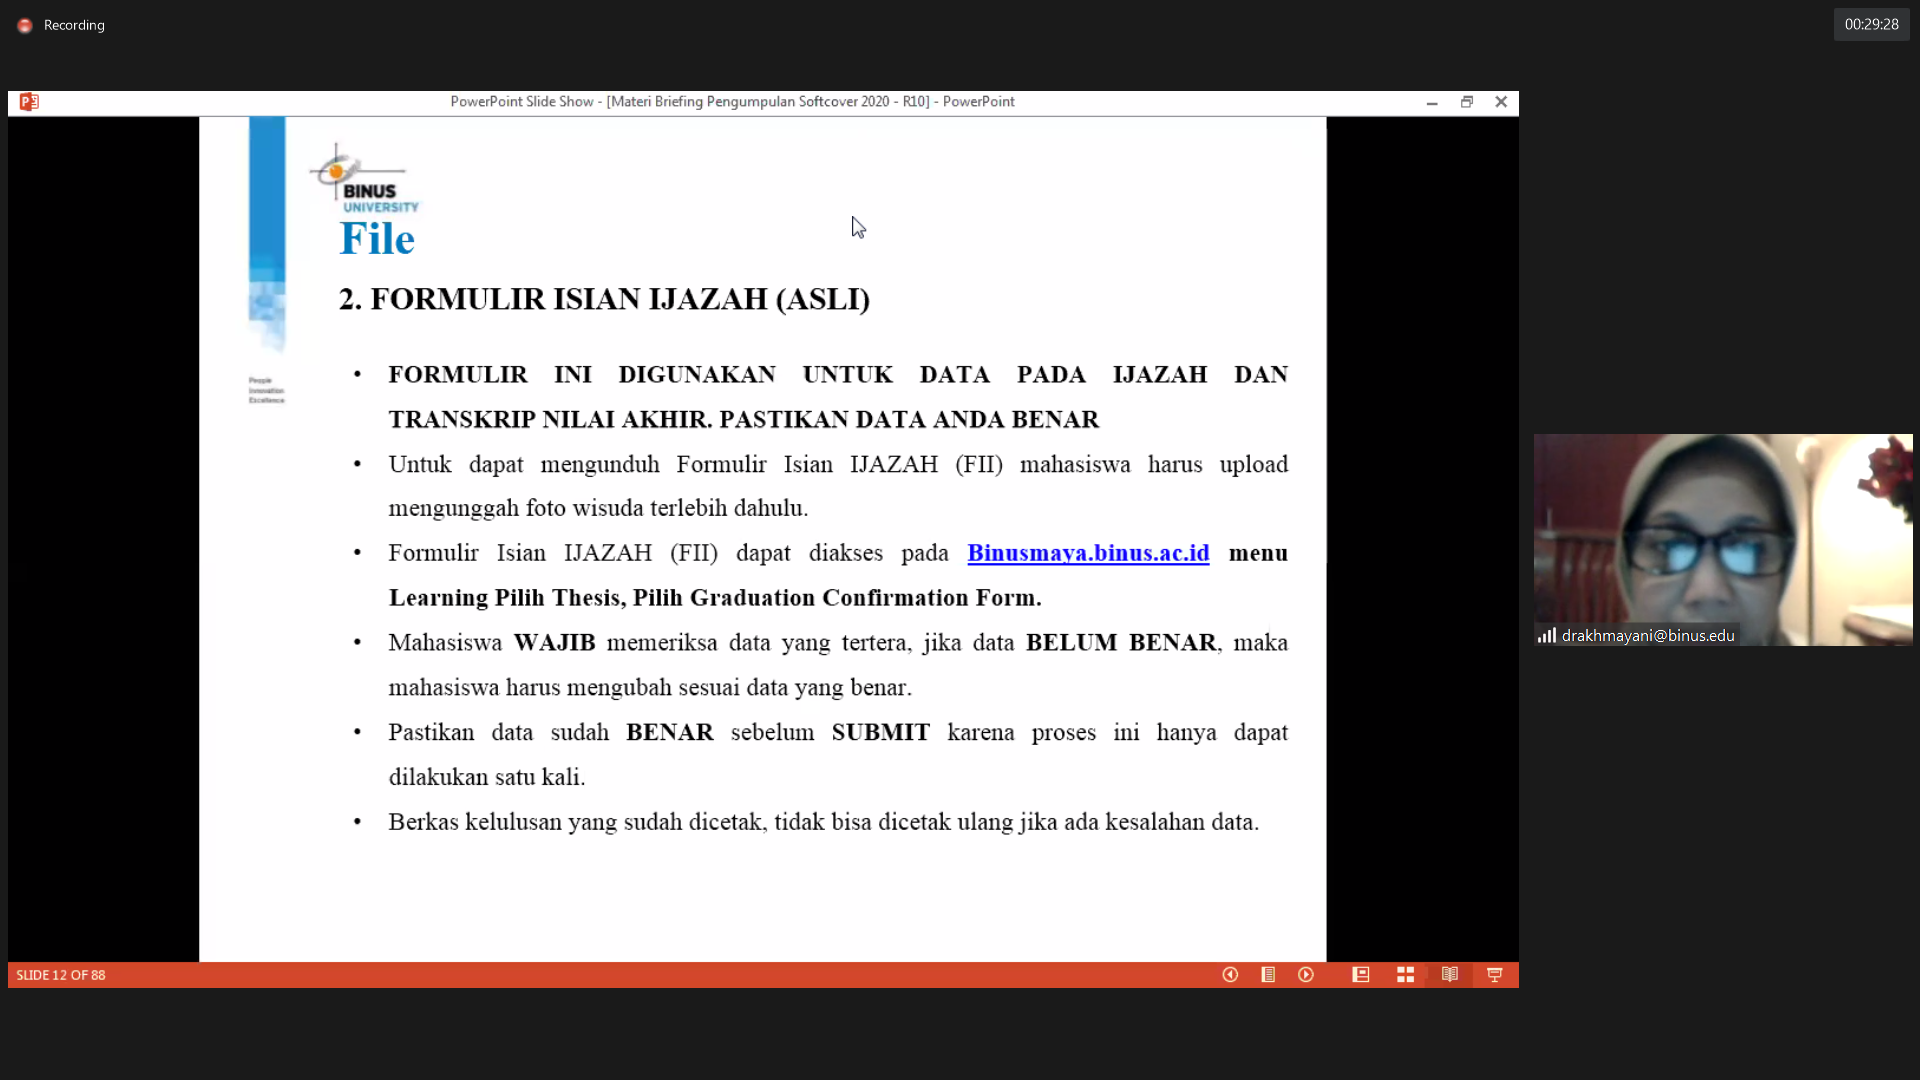 Recording
00:29:28
PowerPoint Slide Show - [Materi Briefing Pengumpulan Softcover 2020 - R10] - PowerPoint
BINUS
UNIVERSITY
File
2. FORMULIR ISIAN IJAZAH (ASLI)
People
Innovation
Excellence
• FORMULIR INI DIGUNAKAN UNTUK DATA PADA IJAZAH DAN
TRANSKRIP NILAI AKHIR. PASTIKAN DATA ANDA BENAR
• Untuk dapat mengunduh Formulir Isian IJAZAH (FII) mahasiswa harus upload
mengunggah foto wisuda terlebih dahulu.
• Formulir Isian IJAZAH (FII) dapat diakses pada Binusmaya.binus.ac.id menu
Learning Pilih Thesis, Pilih Graduation Confirmation Form.
• Mahasiswa WAJIB memeriksa data yang tertera, jika data BELUM BENAR, maka
mahasiswa harus mengubah sesuai data yang benar.
• Pastikan data sudah BENAR sebelum SUBMIT karena proses ini hanya dapat
dilakukan satu kali.
• Berkas kelulusan yang sudah dicetak, tidak bisa dicetak ulang jika ada kesalahan data.
drakhmayani@binus.edu
SLIDE 12 OF 88